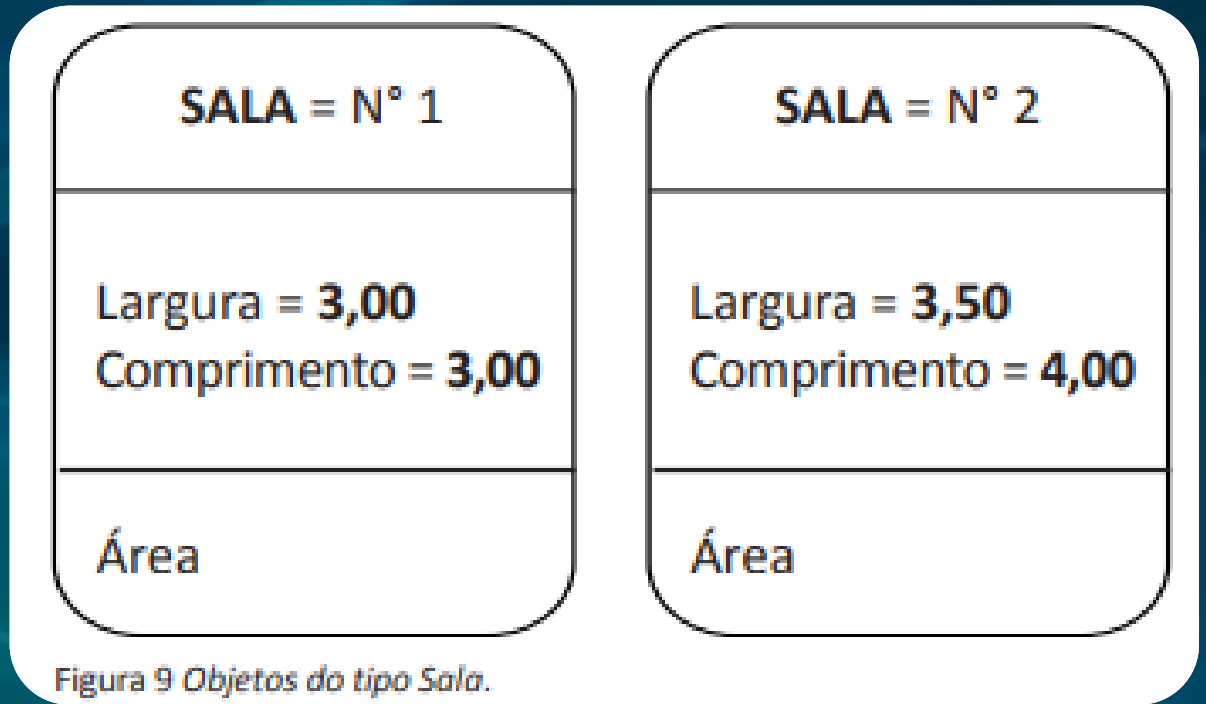 SALA = N° 1
Largura = 3,00
Comprimento = 3,00
Área
SALA = N° 2
Largura = 3,50
Comprimento = 4,00
Área
Figura 9 Objetos do tipo Sala.